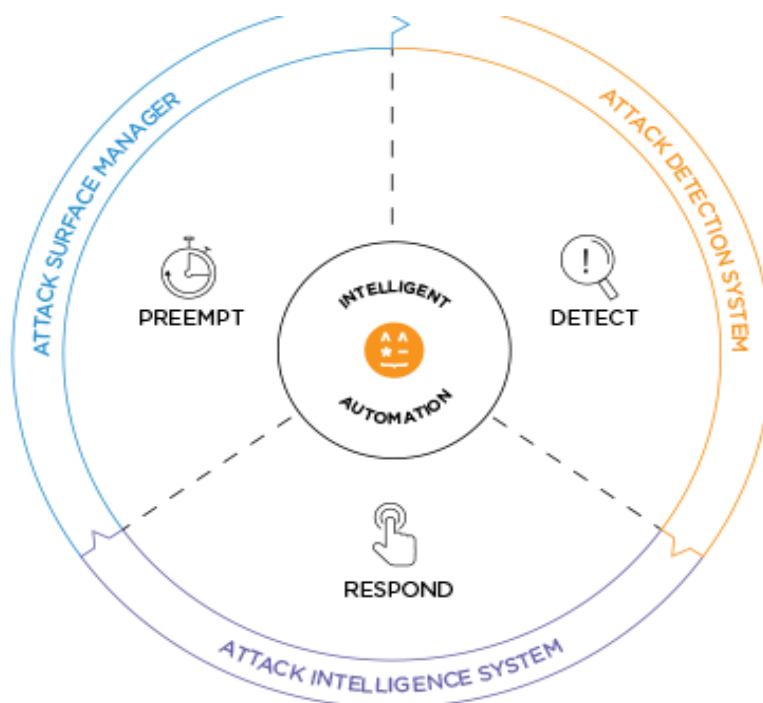 ATTACK SURFACE MANAGER
ATTACK DETECTION SYSTEM
PREEMPT
INTELLIGENT
AUTOMATION
!
DETECT
RESPOND
ATTACK INTELLIGENCE SYSTEM